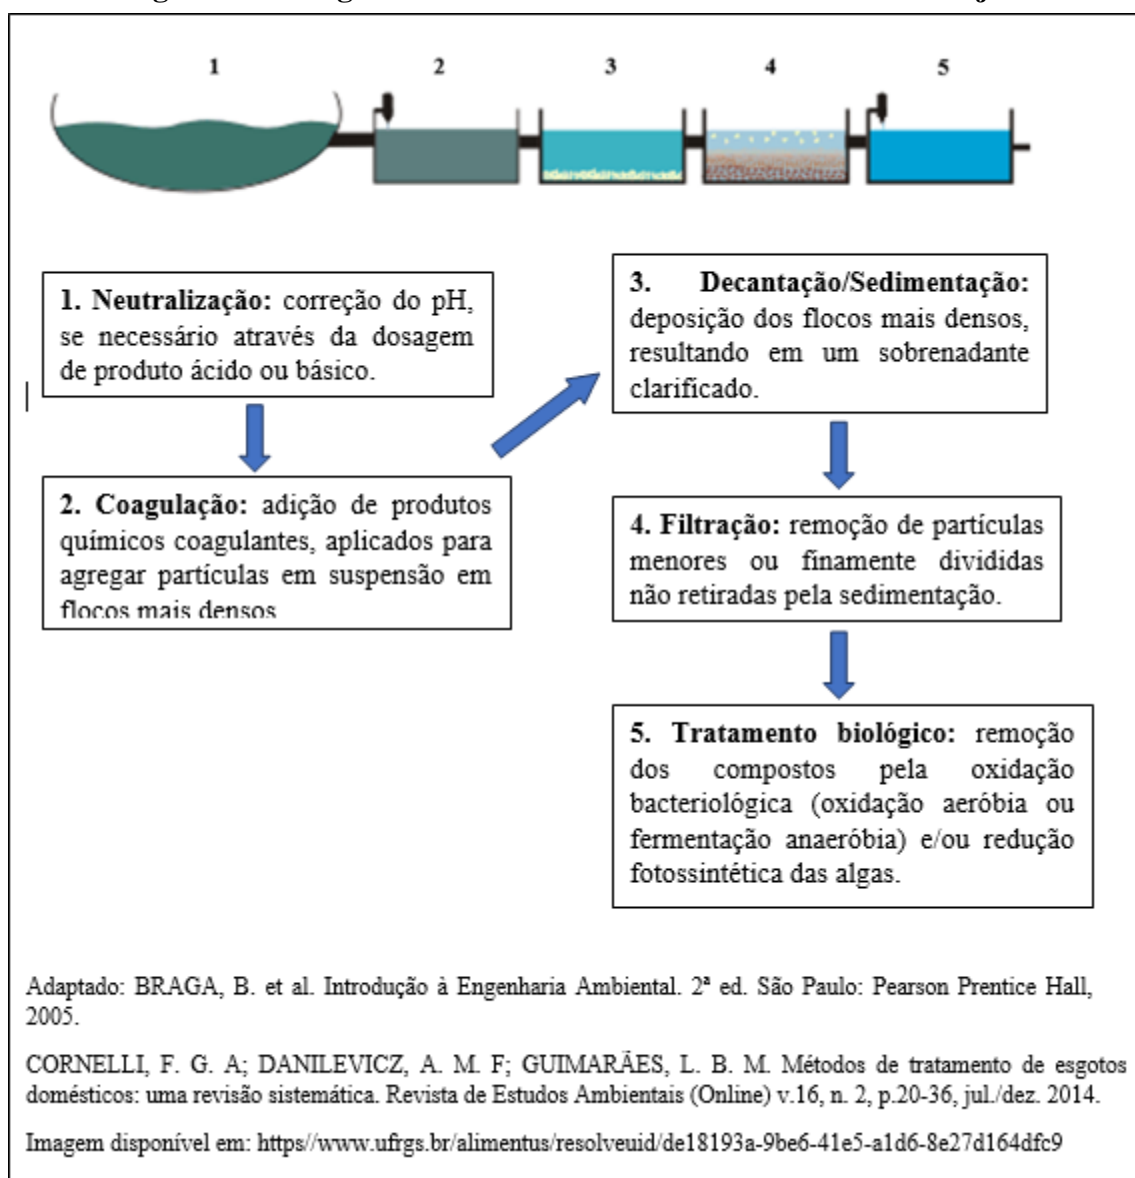 1
2
3
4
5
1. Neutralização: correção do pH,
se necessário através da dosagem
de produto ácido ou básico.
2. Coagulação: adição de produtos
químicos coagulantes, aplicados para
agregar partículas em suspensão em
flocos mais densos
3. Decantação/Sedimentação:
deposição dos flocos mais densos,
resultando em um sobrenadante
clarificado.
4. Filtração: remoção de partículas
menores ou finamente divididas
não retiradas pela sedimentação.
5. Tratamento biológico: remoção
dos compostos pela oxidação
bacteriológica (oxidação aeróbia ou
fermentação anaeróbia) e/ou redução
fotossintética das algas.
Adaptado: BRAGA, B. et al. Introdução à Engenharia Ambiental. 2ª ed. São Paulo: Pearson Prentice Hall,
2005.
CORNELLI, F. G. A; DANILEVICZ, A. M. F; GUIMARÃES, L. B. M. Métodos de tratamento de esgotos
domésticos: uma revisão sistemática. Revista de Estudos Ambientais (Online) v.16, n. 2, p.20-36, jul./dez. 2014.
Imagem disponível em: https//www.ufrgs.br/alimentus/resolveuid/de18193a-9be6-41e5-a1d6-8e27d164dfc9